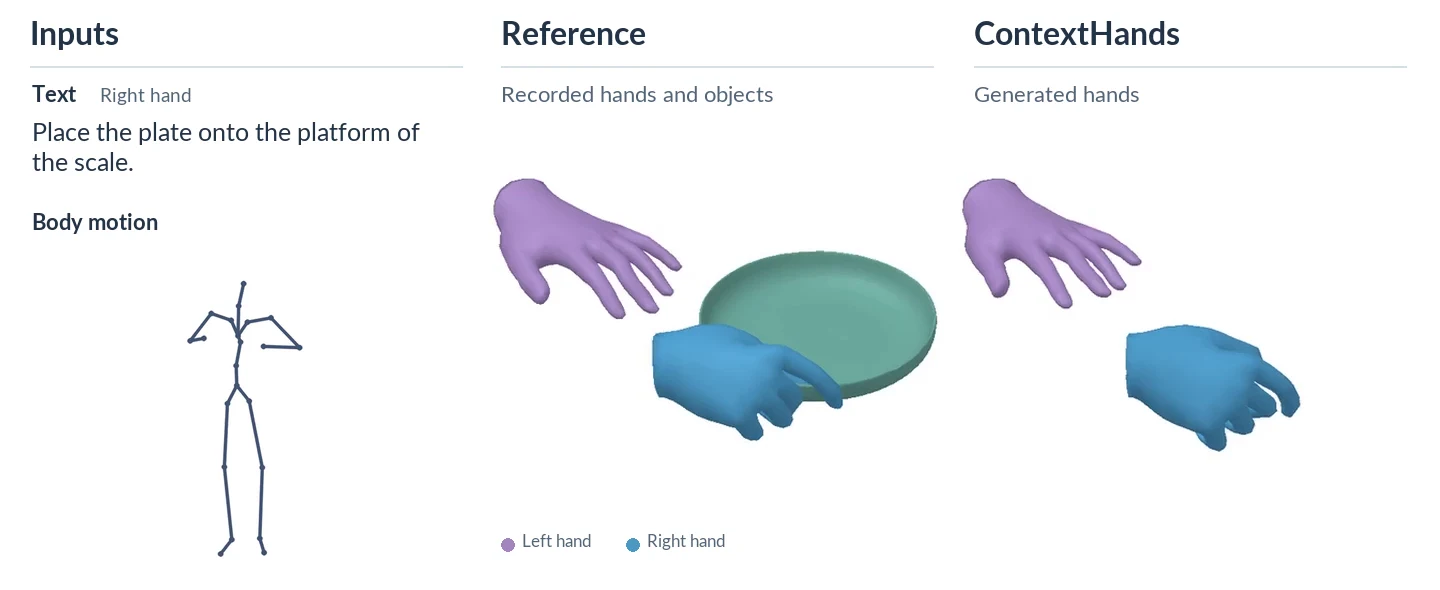 Inputs
Text Right hand
Place the plate onto the platform of
the scale.
Body motion
Reference
Recorded hands and objects
Left hand
Right hand
ContextHands
Generated hands